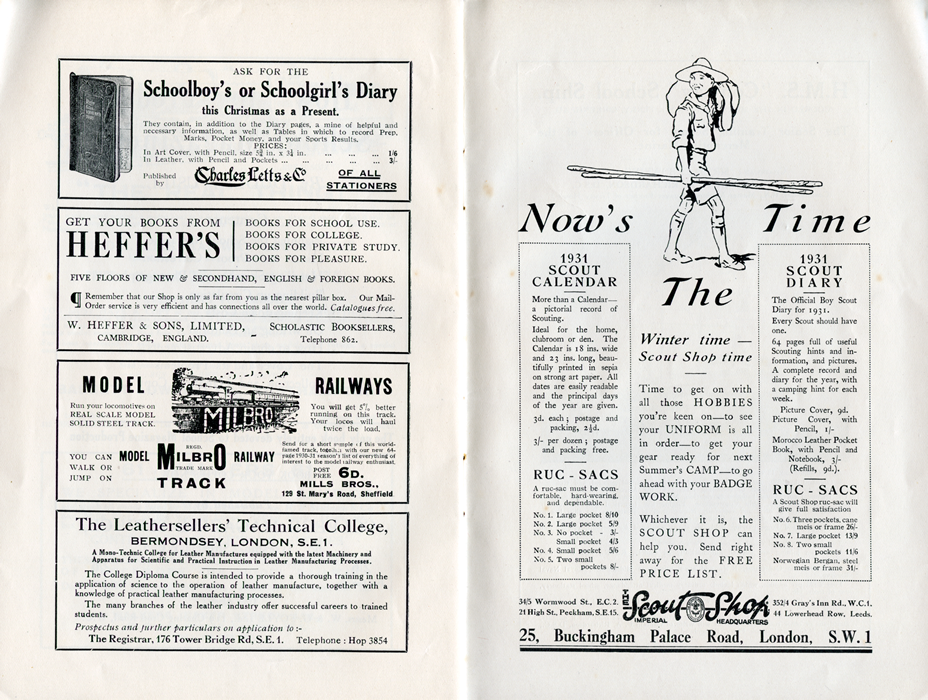 ASK FOR THE
Schoolboy's or Schoolgirl's Diary
this Christmas as a Present.
They contain, in addition to the Diary pages, a mine of helpful and
necessary information, as well as Tables in which to record Prep.
Marks, Pocket Money, and your Sports Results.
PRICES:
In Art Cover, with Pencil, size 5¾ in. x 3¼ in. ... ... ... 1/6
In Leather, with Pencil and Pockets ... ... ... ... ... 3/-
Published
by
Charles Letts & Co
OF ALL
STATIONERS
GET YOUR BOOKS FROM
HEFFER'S
BOOKS FOR SCHOOL USE.
BOOKS FOR COLLEGE.
BOOKS FOR PRIVATE STUDY.
BOOKS FOR PLEASURE.
FIVE FLOORS OF NEW & SECONDHAND, ENGLISH & FOREIGN BOOKS.
¶ Remember that our Shop is only as far from you as the nearest pillar box. Our Mail-
Order service is very efficient and has connections all over the world. Catalogues free.
W. HEFFER & SONS, LIMITED,
CAMBRIDGE, ENGLAND.
SCHOLASTIC BOOKSELLERS,
Telephone 862.
MODEL
RAILWAYS
Run your locomotives on
REAL SCALE MODEL
SOLID STEEL TRACK.
MILBRO
You will get 5% better
running on this track.
Your locos will haul
twice the load.
YOU CAN
WALK OR
JUMP ON
MODEL
REGD.
MILBRO
TRADE MARK
RAILWAY
TRACK
Send for a short sample of this world-
famed track, together with our new 64-
page 1930-31 season's list of everything of
interest to the model railway enthusiast.
POST
FREE 6D.
MILLS BROS.,
129 St. Mary's Road, Sheffield
The Leathersellers' Technical College,
BERMONDSEY, LONDON, S.E.1.
A Mono-Technic College for Leather Manufactures equipped with the latest Machinery and
Apparatus for Scientific and Practical Instruction in Leather Manufacturing Processes.
The College Diploma Course is intended to provide a thorough training in the
application of science to the operation of leather manufacture, together with a
knowledge of practical leather manufacturing processes.
The many branches of the leather industry offer successful careers to trained
students.
Prospectus and further particulars on application to :-
The Registrar, 176 Tower Bridge Rd, S.E. 1. Telephone : Hop 3854
Now's
Time
The
1931
SCOUT
CALENDAR
More than a Calendar—
a pictorial record of
Scouting.
Ideal for the home,
clubroom or den. The
Calendar is 18 ins. wide
and 23 ins. long, beau-
tifully printed in sepia
on strong art paper. All
dates are easily readable
and the principal days
of the year are given.
3d. each ; postage and
packing, 2½d.
3/- per dozen ; postage
and packing free.
RUC - SACS
A ruc-sac must be com-
fortable, hard-wearing,
and dependable.
No. 1. Large pocket 8/10
No. 2. Large pocket 5/9
No. 3. No pocket - 3/-
Small pocket 4/3
No. 4. Small pocket 5/6
No. 5. Two small
pockets 8/-
Winter time —
Scout Shop time
Time to get on with
all those HOBBIES
you're keen on—to see
your UNIFORM is all
in order—to get your
gear ready for next
Summer's CAMP—to go
ahead with your BADGE
WORK.
Whichever it is, the
SCOUT SHOP can
help you. Send right
away for the FREE
PRICE LIST.
1931
SCOUT
DIARY
The Official Boy Scout
Diary for 1931.
Every Scout should have
one.
64 pages full of useful
Scouting hints and in-
formation, and pictures.
A complete record and
diary for the year, with
a camping hint for each
week.
Picture Cover, 9d.
Picture Cover, with
Pencil, 1/-
Morocco Leather Pocket
Book, with Pencil and
Notebook, 3/-
(Refills, 9d.).
RUC - SACS
A Scout Shop ruc-sac will
give full satisfaction
No. 6. Three pockets, cane
meis or frame 26/-
No. 7. Large pocket 13/9
No. 8. Two small
pockets 11/6
Norwegian Bergan, steel
meis or frame 31/-
34/5 Wormwood St., E.C. 2.
21 High St., Peckham, S.E. 15.
THE Scout Shop
IMPERIAL HEADQUARTERS
352/4 Gray's Inn Rd., W.C. 1.
44 Lowerhead Row, Leeds.
25, Buckingham Palace Road, London, S.W. 1